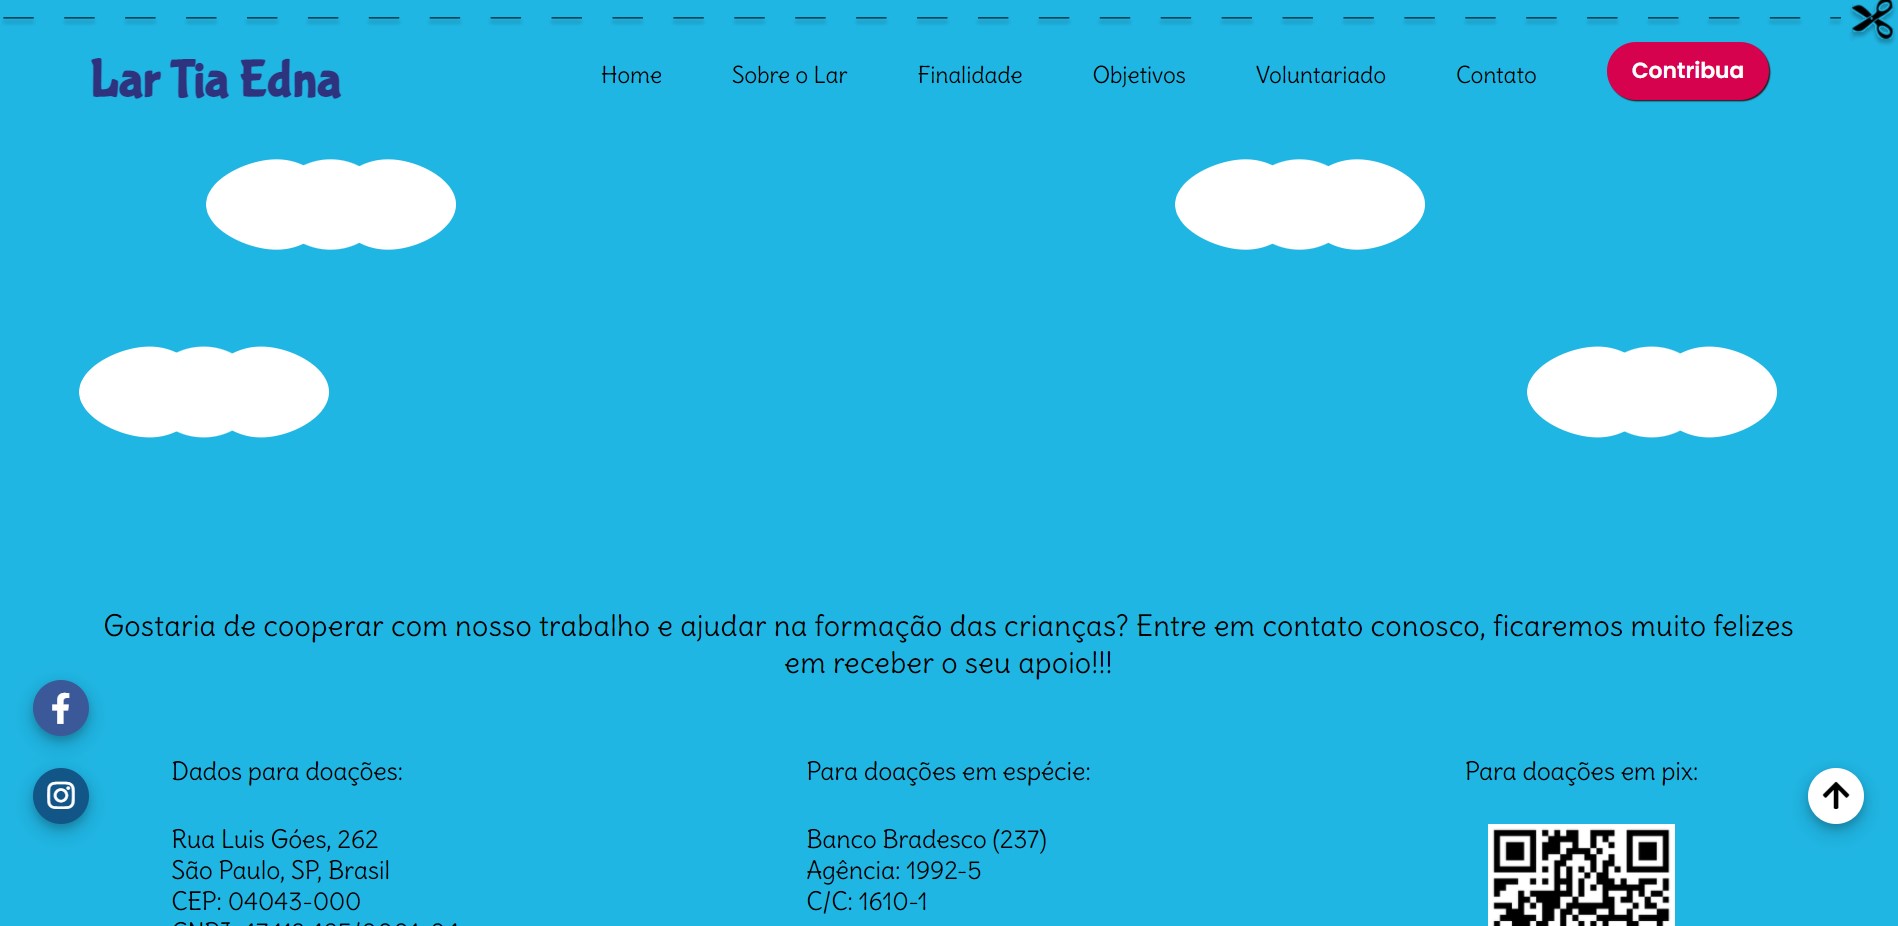 Lar Tia Edna
Home
Sobre o Lar
Finalidade
Objetivos
Voluntariado
Contato
Contribua
Gostaria de cooperar com nosso trabalho e ajudar na formação das crianças? Entre em contato conosco, ficaremos muito felizes
em receber o seu apoio!!!
Dados para doações:
Rua Luis Góes, 262
São Paulo, SP, Brasil
CEP: 04043-000
Para doações em espécie:
Banco Bradesco (237)
Agência: 1992-5
C/C: 1610-1
Para doações em pix: